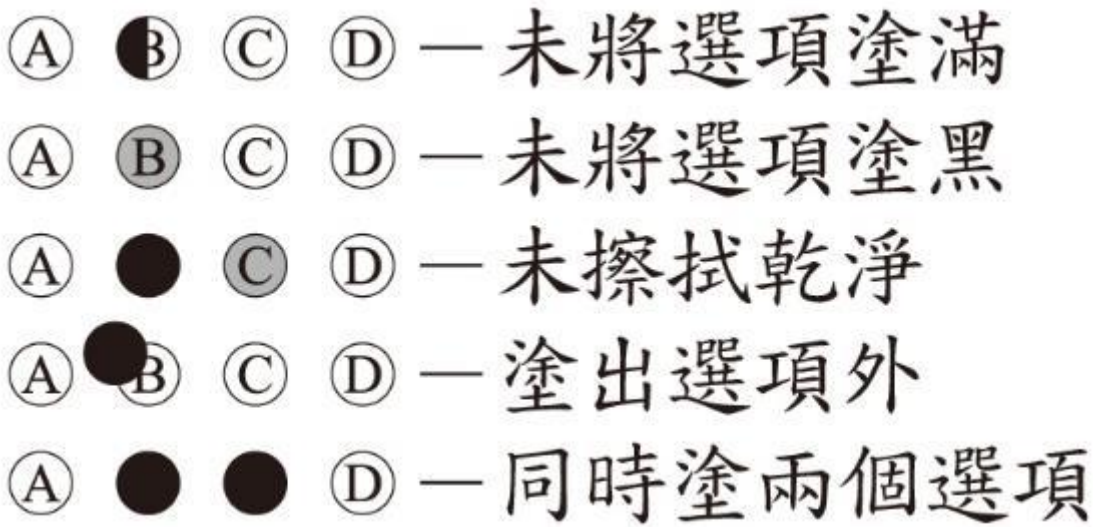 Ⓐ Ⓑ Ⓒ Ⓓ — 未將選項塗滿
Ⓐ Ⓑ Ⓒ Ⓓ — 未將選項塗黑
Ⓐ ● Ⓒ Ⓓ — 未擦拭乾淨
Ⓐ Ⓑ Ⓒ Ⓓ — 塗出選項外
Ⓐ ● ● Ⓓ — 同時塗兩個選項